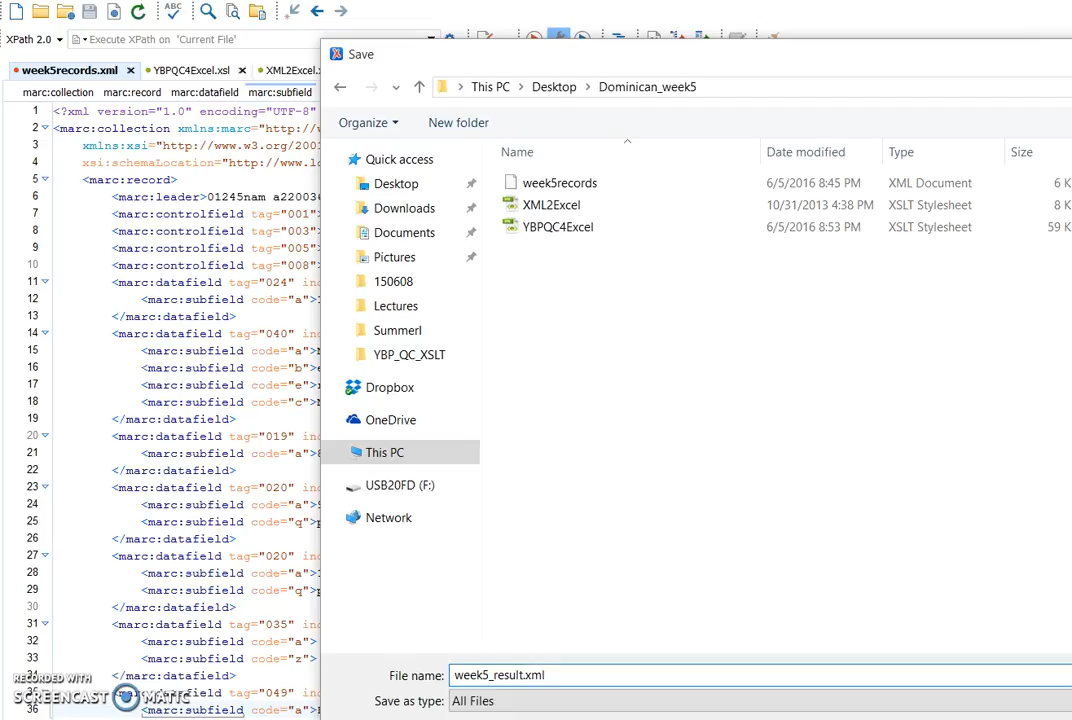 ABC
XPath 2.0 Execute XPath on 'Current File'
week5records.xml YBPQC4Excel.xsl XML2Excel.
marc:collection marc:record marc:datafield marc:subfield
1 <?xml version="1.0" encoding="UTF-8"
2 <marc:collection xmlns:marc="http://w
3 xmlns:xsi="http://www.w3.org/2001
4 xsi:schemaLocation="http://www.lo
5 <marc:record>
6 <marc:leader>01245nam a220036
7 <marc:controlfield tag="001"
8 <marc:controlfield tag="003"
9 <marc:controlfield tag="005"
10 <marc:controlfield tag="008"
11 <marc:datafield tag="024" ind
12 <marc:subfield code="a">
13 </marc:datafield>
14 <marc:datafield tag="040" ind
15 <marc:subfield code="a">
16 <marc:subfield code="b">
17 <marc:subfield code="e">
18 <marc:subfield code="c">
19 </marc:datafield>
20 <marc:datafield tag="019" ind
21 <marc:subfield code="a">
22 </marc:datafield>
23 <marc:datafield tag="020" ind
24 <marc:subfield code="a">
25 <marc:subfield code="q">
26 </marc:datafield>
27 <marc:datafield tag="020" ind
28 <marc:subfield code="a">
29 <marc:subfield code="q">
30 </marc:datafield>
31 <marc:datafield tag="035" ind
32 <marc:subfield code="a">
33 <marc:subfield code="z">
34 </marc:datafield>
35 <marc:datafield tag="049" ind
36 <marc:subfield code="a">
RECORDED WITH
SCREENCAST MATIC
Save
This PC > Desktop > Dominican_week5
Organize New folder
Quick access
Desktop
Downloads
Documents
Pictures
150608
Lectures
SummerI
YBP_QC_XSLT
Dropbox
OneDrive
This PC
USB20FD (F:)
Network
Name Date modified Type Size
week5records 6/5/2016 8:45 PM XML Document 6 K
XML2Excel 10/31/2013 4:38 PM XSLT Stylesheet 8 K
YBPQC4Excel 6/5/2016 8:53 PM XSLT Stylesheet 59 K
File name: week5_result.xml
Save as type: All Files